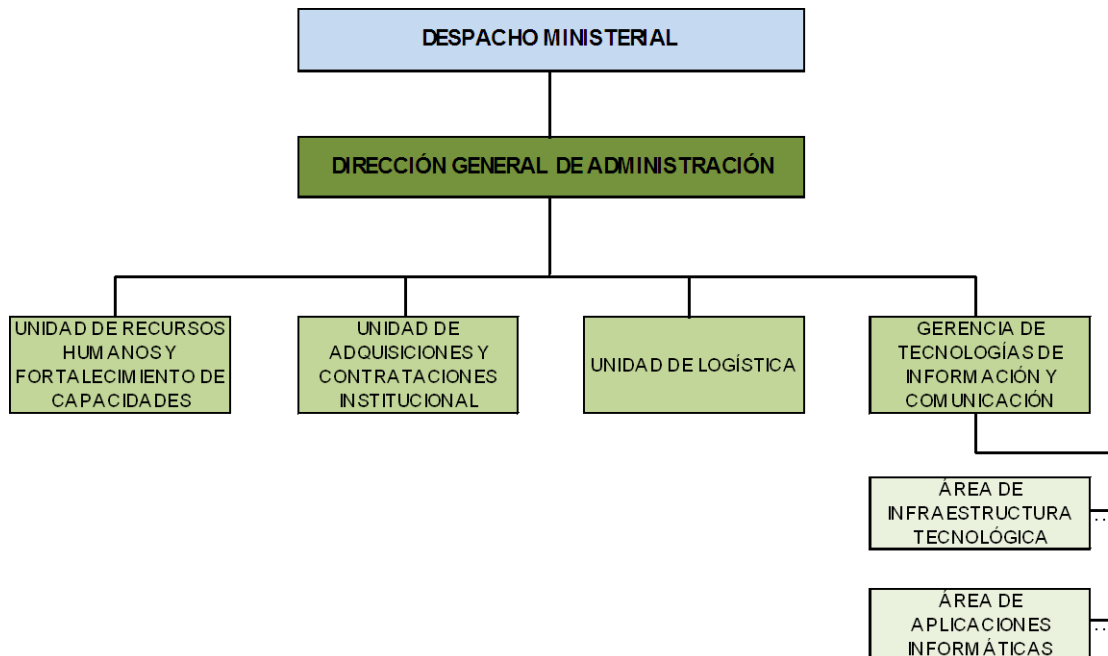 DESPACHO MINISTERIAL
DIRECCIÓN GENERAL DE ADMINISTRACIÓN
UNIDAD DE RECURSOS
HUMANOS Y
FORTALECIMIENTO DE
CAPACIDADES
UNIDAD DE
ADQUISICIONES Y
CONTRATACIONES
INSTITUCIONAL
UNIDAD DE LOGÍSTICA
GERENCIA DE
TECNOLOGÍAS DE
INFORMACIÓN Y
COMUNICACIÓN
ÁREA DE
INFRAESTRUCTURA
TECNOLÓGICA
ÁREA DE
APLICACIONES
INFORMÁTICAS